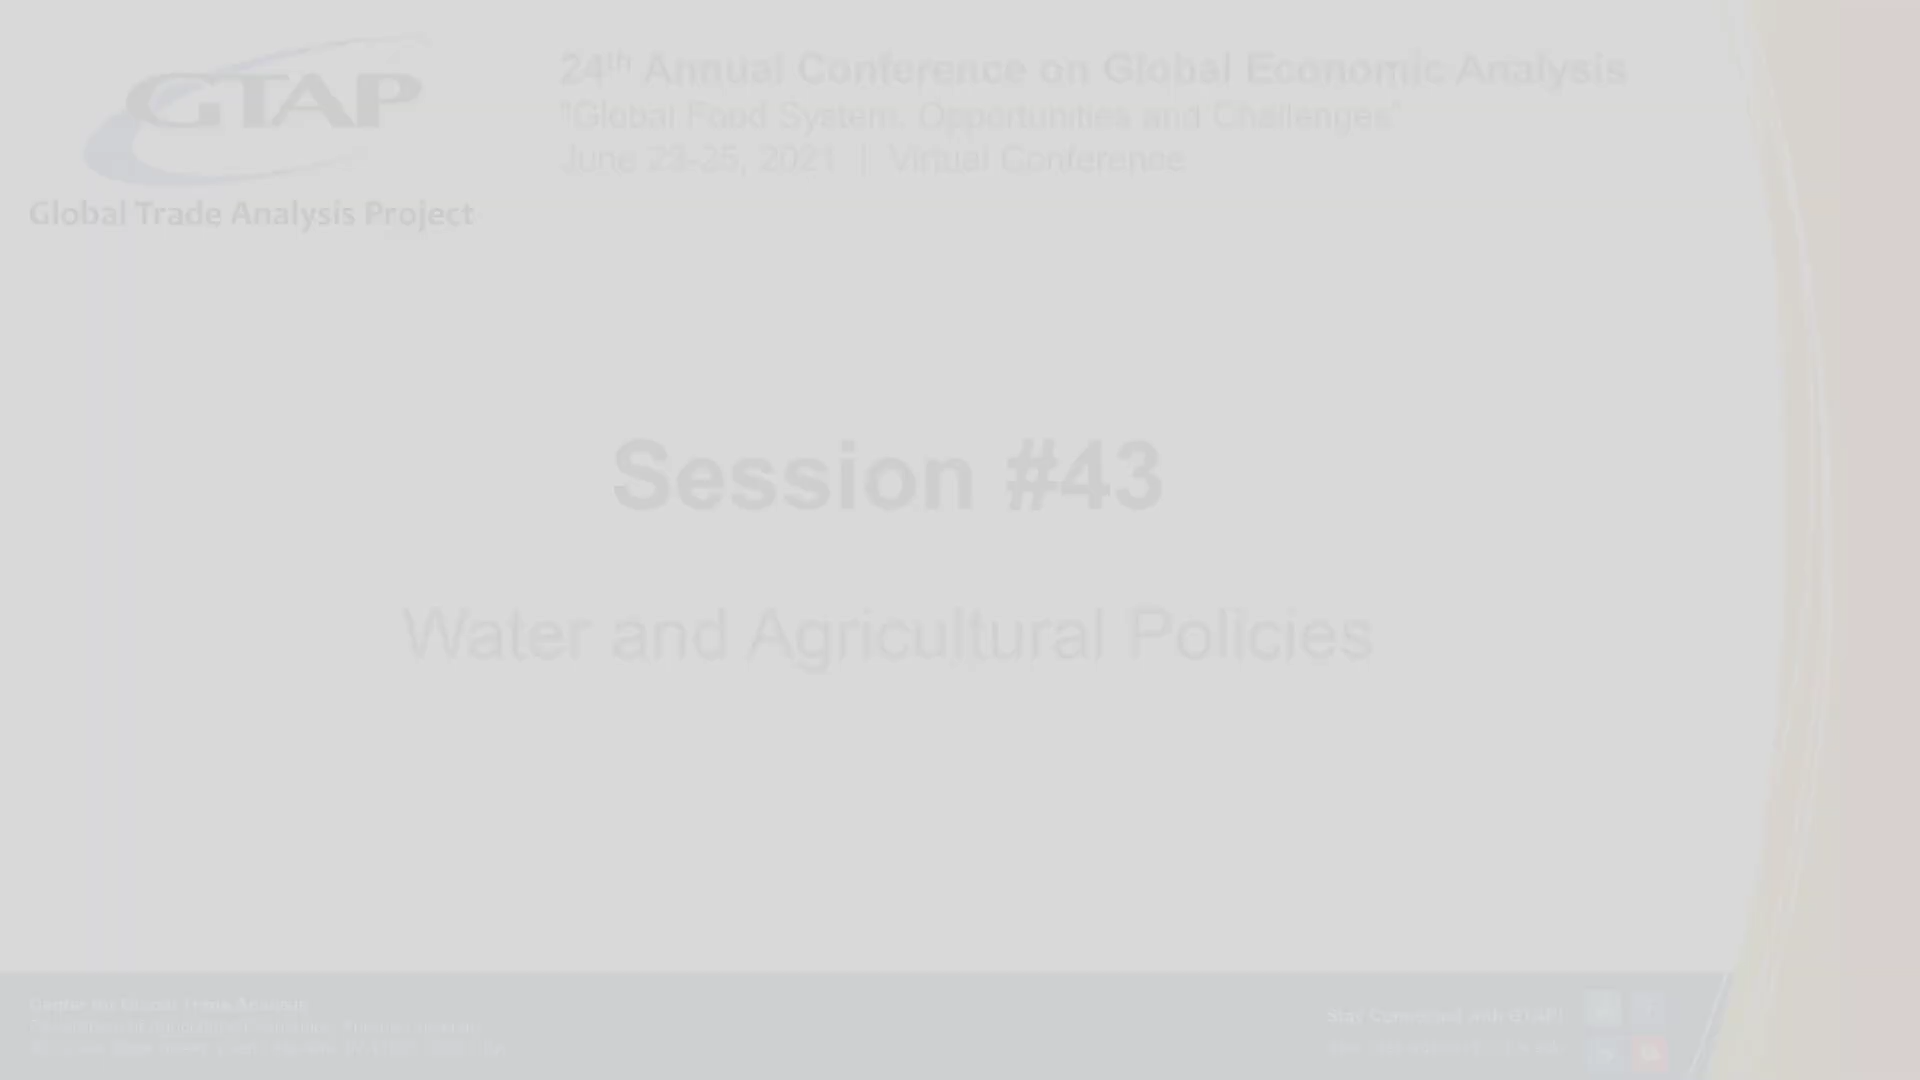 GTAP
Global Trade Analysis Project
24th Annual Conference on Global Economic Analysis
"Global Food System: Opportunities and Challenges"
June 23-25, 2021 | Virtual Conference
Session #43
Water and Agricultural Policies
Center for Global Trade Analysis
Stay Connected with GTAP!